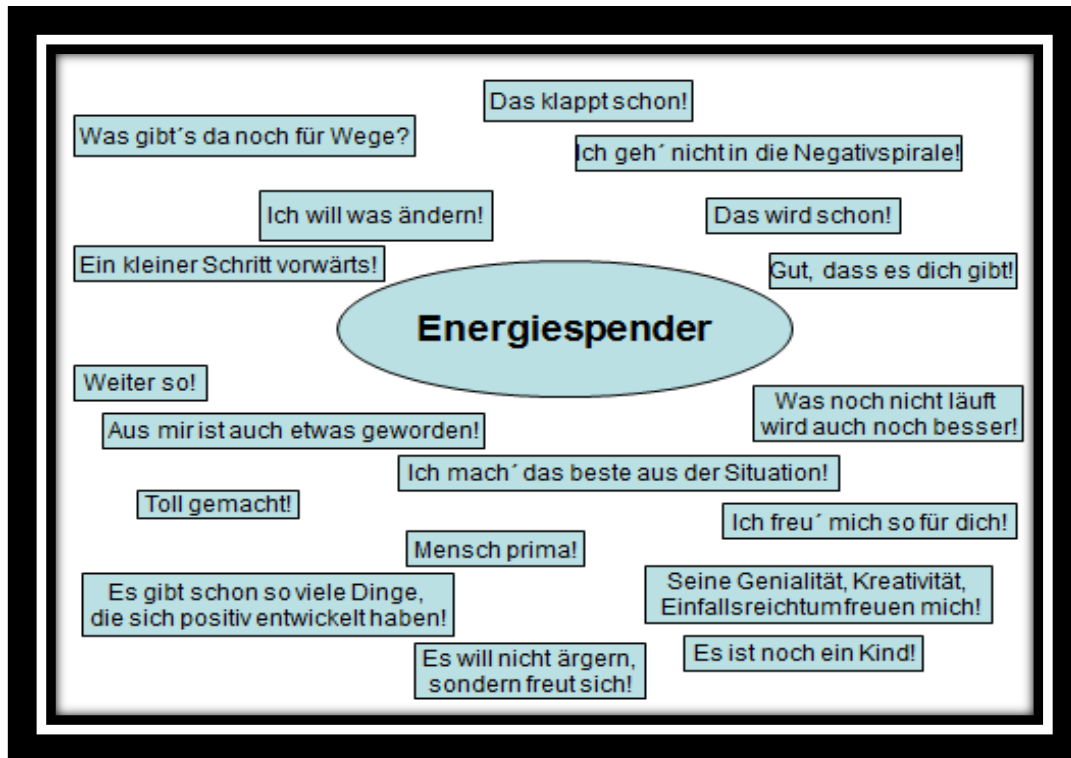 Das klappt schon!
Was gibt´s da noch für Wege?
Ich geh´ nicht in die Negativspirale!
Ich will was ändern!
Das wird schon!
Ein kleiner Schritt vorwärts!
Gut, dass es dich gibt!
Energiespender
Weiter so!
Was noch nicht läuft
wird auch noch besser!
Aus mir ist auch etwas geworden!
Ich mach´ das beste aus der Situation!
Toll gemacht!
Ich freu´ mich so für dich!
Mensch prima!
Es gibt schon so viele Dinge,
die sich positiv entwickelt haben!
Seine Genialität, Kreativität,
Einfallsreichtum freuen mich!
Es will nicht ärgern,
sondern freut sich!
Es ist noch ein Kind!